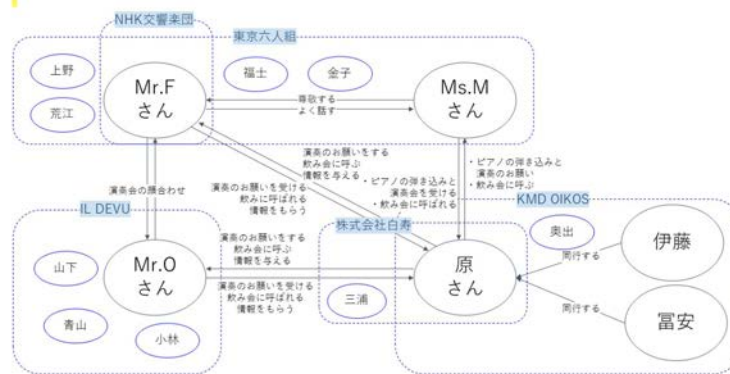 NHK交響楽団
東京六人組
上野
荒江
Mr.F
さん
福士
金子
Ms.M
さん
尊敬する
よく話す
演奏のお願いをする
飲み会に呼ぶ
情報を与える
・ピアノの弾き込みと
演奏のお願い
・飲み会に呼ぶ
演奏会の顔合わせ
演奏のお願いを受ける
飲みに呼ばれる
情報をもらう
・ピアノの弾き込みと
演奏会を受ける
・飲み会に呼ばれる
IL DEVU
株式会社白寿
KMD OIKOS
山下
青山
小林
Mr.O
さん
演奏のお願いをする
飲み会に呼ぶ
情報を与える
演奏のお願いを受ける
飲み会に呼ばれる
情報をもらう
三浦
原
さん
奥出
同行する
伊藤
同行する
冨安